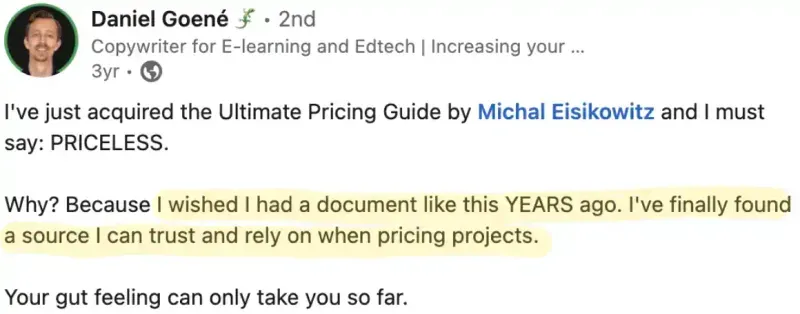 Daniel Goené 🦎 • 2nd
Copywriter for E-learning and Edtech | Increasing your ...
3yr •
I've just acquired the Ultimate Pricing Guide by Michal Eisikowitz and I must
say: PRICELESS.
Why? Because I wished I had a document like this YEARS ago. I've finally found
a source I can trust and rely on when pricing projects.
Your gut feeling can only take you so far.